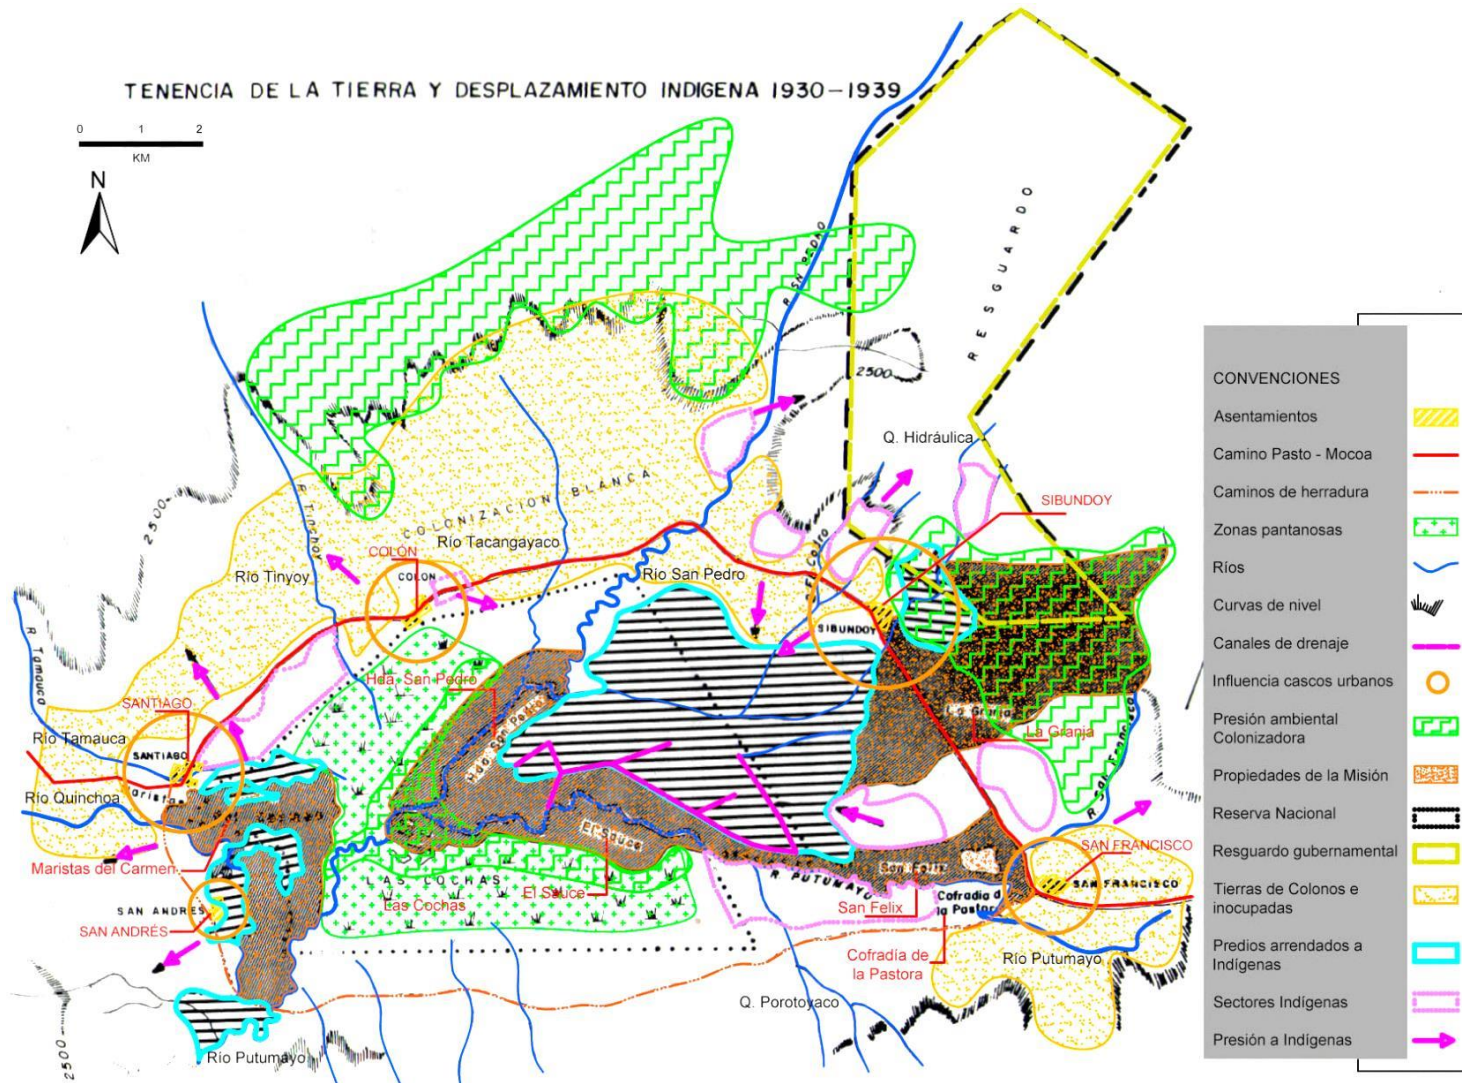 TENENCIA DE LA TIERRA Y DESPLAZAMIENTO INDIGENA 1930-1939
0 1 2
KM
N
R. SN PEDRO
RESGUARDO
2500
Q. Hidráulica
SIBUNDOY
COLONIZACION BLANCA
Río Tacangayaco
2500
R. Tinchoy
COLÓN
COLON
Río Tinyoy
Río San Pedro
SIBUNDOY
R. Tamauca
Hda. San Pedro
Hda. San Pedro
SANTIAGO
SANTIAGO
Río Tamauca
Río Quinchoa
Maristas
La Granja
La Granja
R. San Francisco
El Sauce
El Sauce
SAN FRANCISCO
SAN FRANCISCO
Maristas del Carmen
LAS COCHAS
Las Cochas
R. PUTUMAYO
San Felix
San Felix
Cofradia de
la Pastora
Cofradía de
la Pastora
SAN ANDRES
SAN ANDRÉS
Río Putumayo
Q. Porotoyaco
Río Putumayo
2500
CONVENCIONES
Asentamientos
Camino Pasto - Mocoa
Caminos de herradura
Zonas pantanosas
Ríos
Curvas de nivel
Canales de drenaje
Influencia cascos urbanos
Presión ambiental
Colonizadora
Propiedades de la Misión
Reserva Nacional
Resguardo gubernamental
Tierras de Colonos e
inocupadas
Predios arrendados a
Indígenas
Sectores Indígenas
Presión a Indígenas